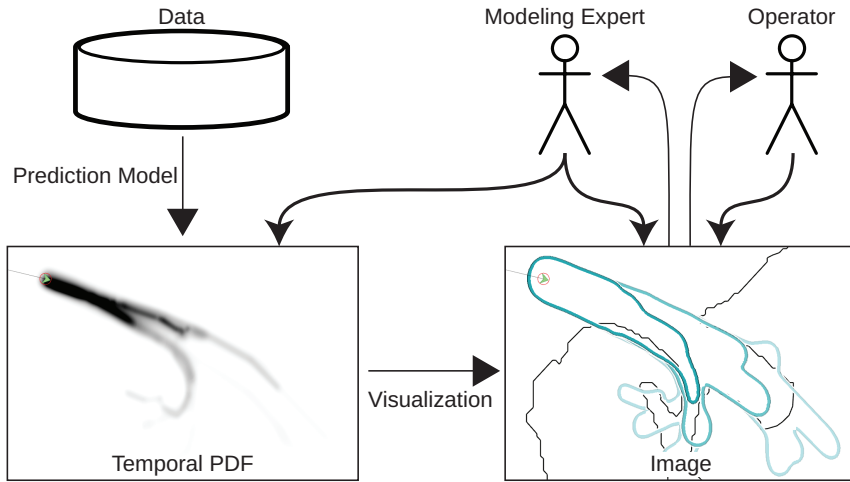 Data
Modeling Expert
Operator
Prediction Model
Visualization
Temporal PDF
Image